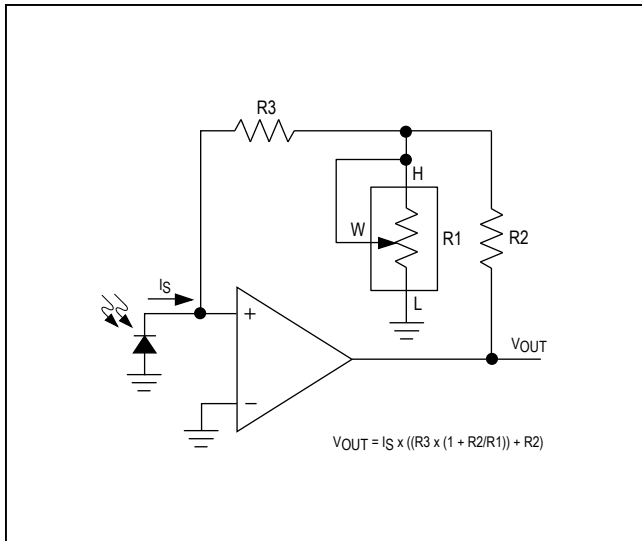 R3
H
W
R1
R2
L
IS
+
−
VOUT
VOUT = IS x ((R3 x (1 + R2/R1)) + R2)